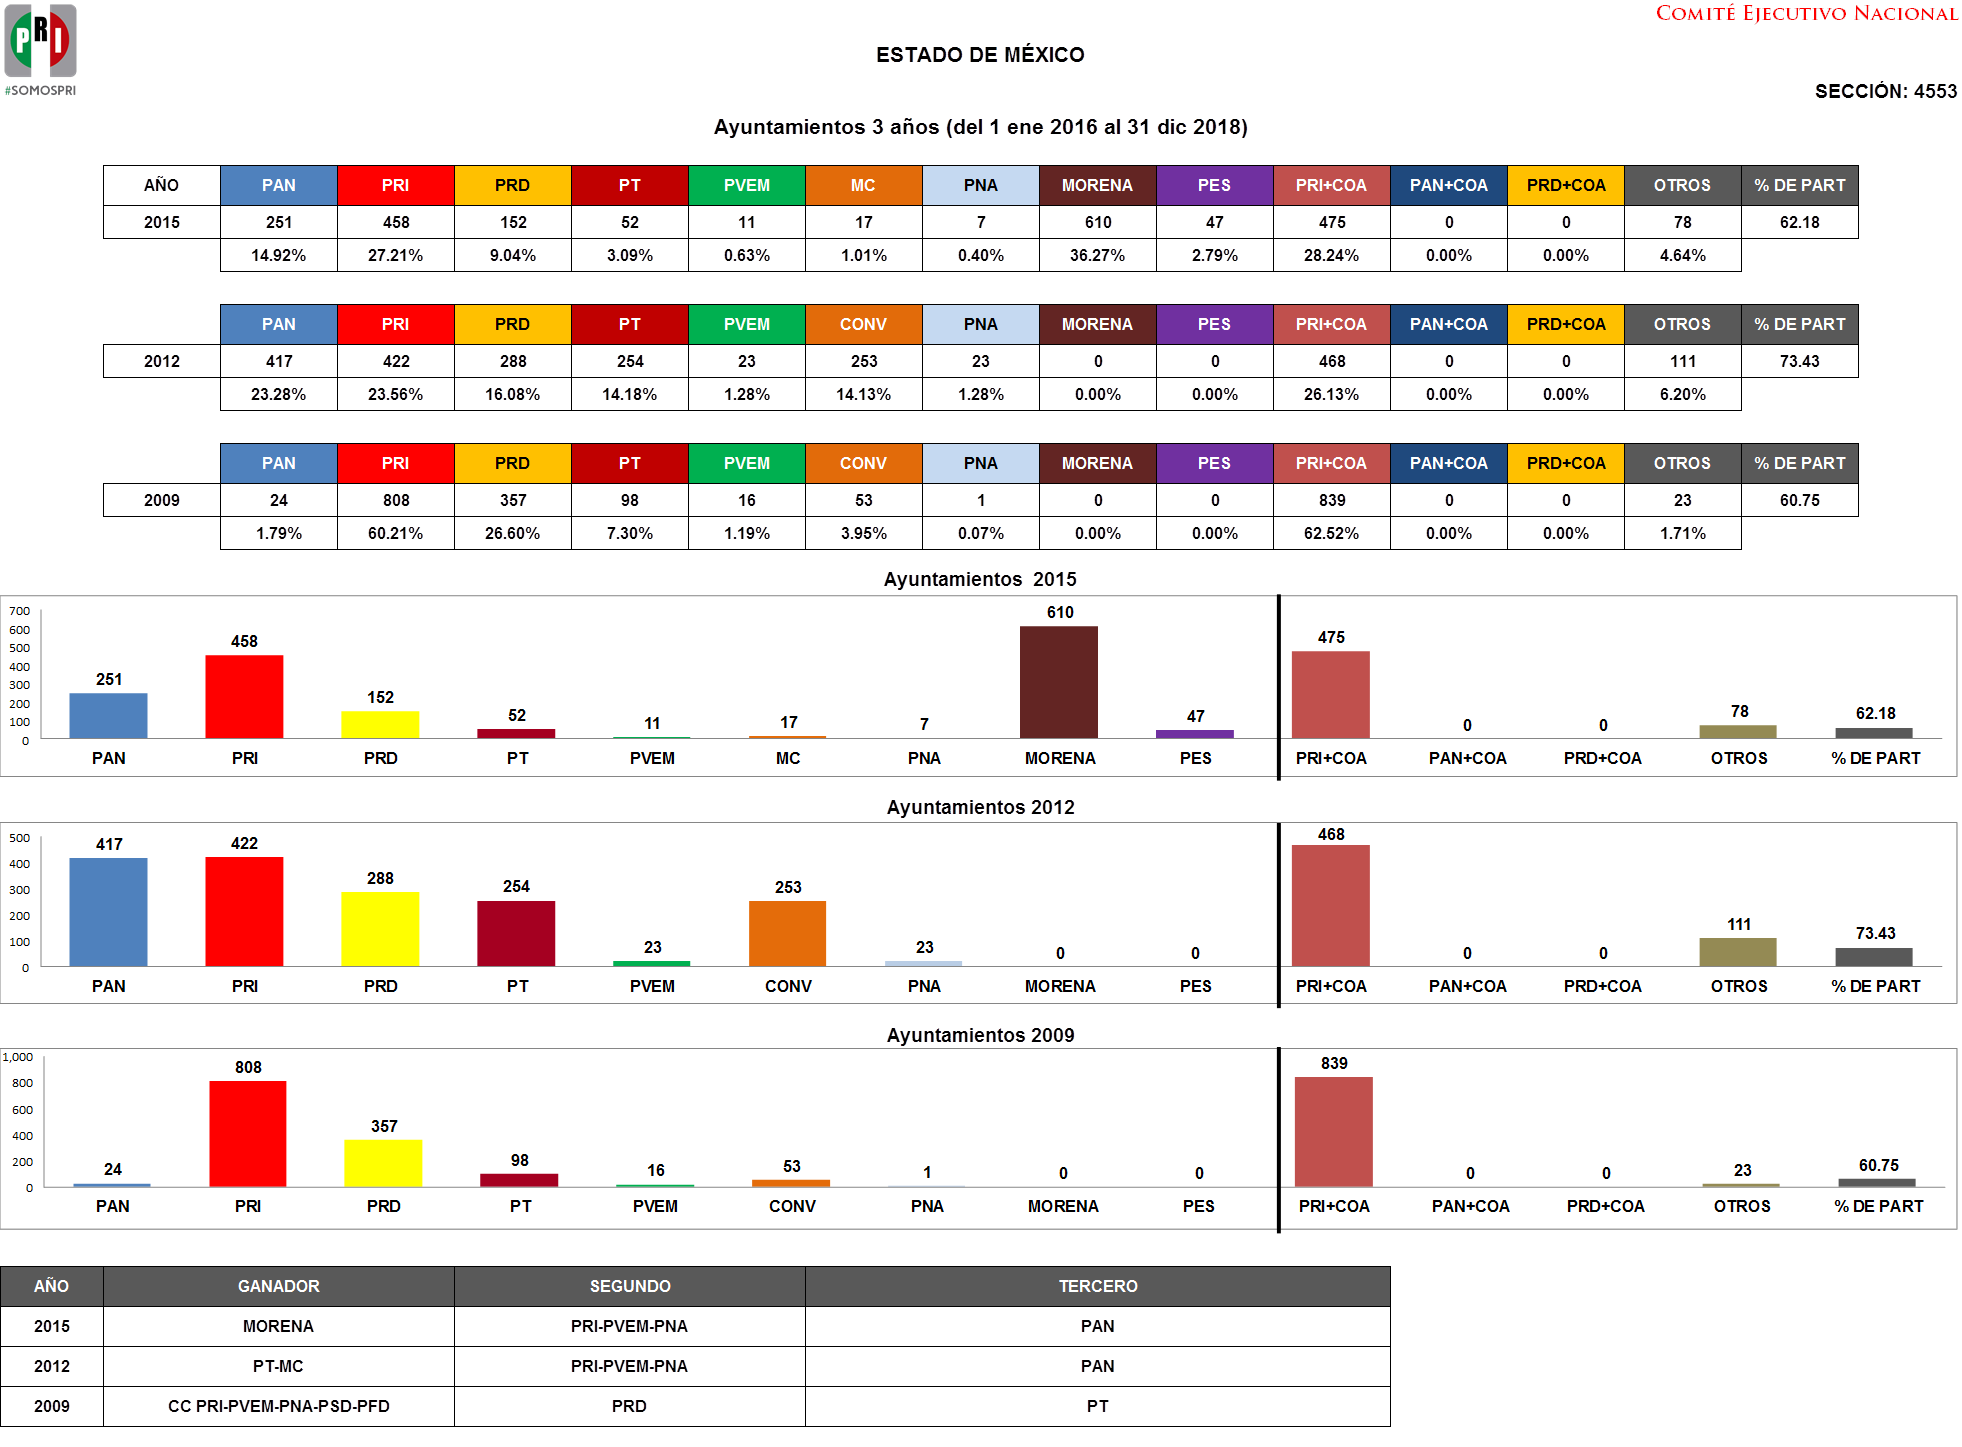 PRI
#SOMOSPRI
COMITÉ EJECUTIVO NACIONAL
ESTADO DE MÉXICO
SECCIÓN: 4553
Ayuntamientos 3 años (del 1 ene 2016 al 31 dic 2018)
AÑO PAN PRI PRD PT PVEM MC PNA MORENA PES PRI+COA PAN+COA PRD+COA OTROS % DE PART
2015 251 458 152 52 11 17 7 610 47 475 0 0 78 62.18
14.92% 27.21% 9.04% 3.09% 0.63% 1.01% 0.40% 36.27% 2.79% 28.24% 0.00% 0.00% 4.64%
PAN PRI PRD PT PVEM CONV PNA MORENA PES PRI+COA PAN+COA PRD+COA OTROS % DE PART
2012 417 422 288 254 23 253 23 0 0 468 0 0 111 73.43
23.28% 23.56% 16.08% 14.18% 1.28% 14.13% 1.28% 0.00% 0.00% 26.13% 0.00% 0.00% 6.20%
PAN PRI PRD PT PVEM CONV PNA MORENA PES PRI+COA PAN+COA PRD+COA OTROS % DE PART
2009 24 808 357 98 16 53 1 0 0 839 0 0 23 60.75
1.79% 60.21% 26.60% 7.30% 1.19% 3.95% 0.07% 0.00% 0.00% 62.52% 0.00% 0.00% 1.71%
Ayuntamientos 2015
700
600
500
400
300
200
100
0
251 458 152 52 11 17 7 610 47 475 0 0 78 62.18
PAN PRI PRD PT PVEM MC PNA MORENA PES PRI+COA PAN+COA PRD+COA OTROS % DE PART
Ayuntamientos 2012
500
400
300
200
100
0
417 422 288 254 23 253 23 0 0 468 0 0 111 73.43
PAN PRI PRD PT PVEM CONV PNA MORENA PES PRI+COA PAN+COA PRD+COA OTROS % DE PART
Ayuntamientos 2009
1,000
800
600
400
200
0
24 808 357 98 16 53 1 0 0 839 0 0 23 60.75
PAN PRI PRD PT PVEM CONV PNA MORENA PES PRI+COA PAN+COA PRD+COA OTROS % DE PART
AÑO GANADOR SEGUNDO TERCERO
2015 MORENA PRI-PVEM-PNA PAN
2012 PT-MC PRI-PVEM-PNA PAN
2009 CC PRI-PVEM-PNA-PSD-PFD PRD PT